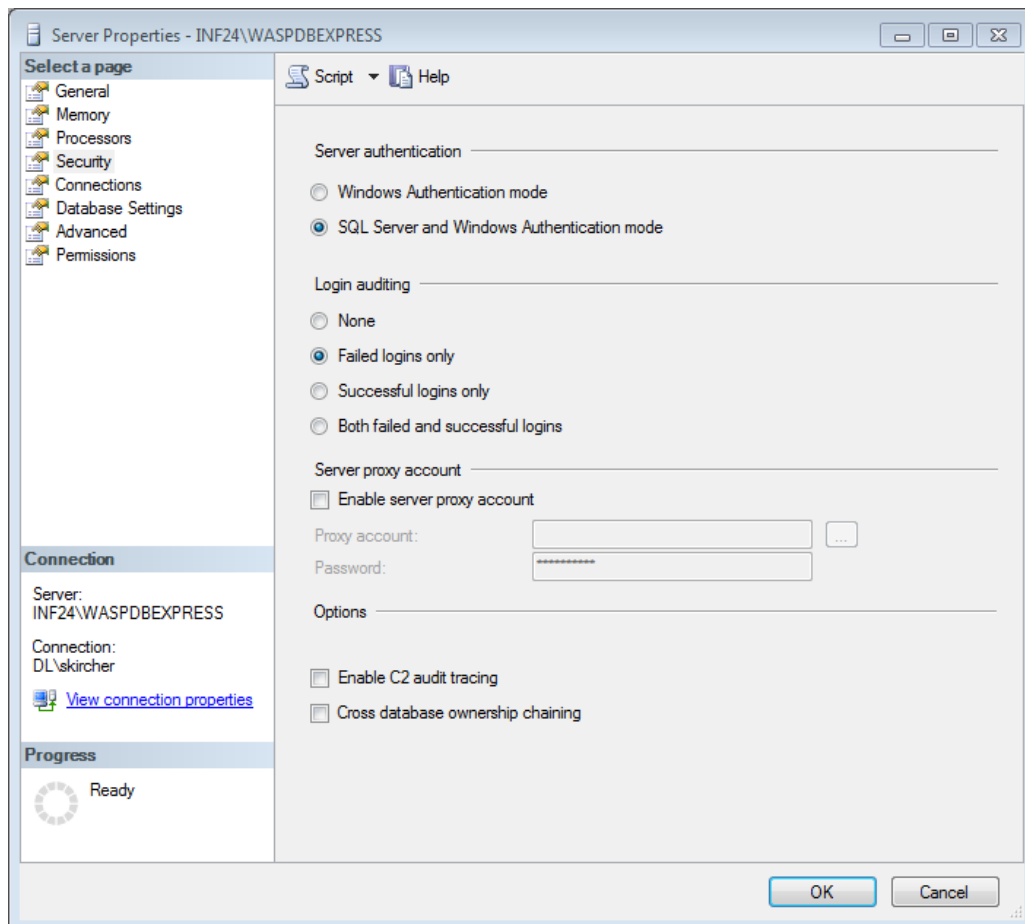 Server Properties - INF24\WASPDBEXPRESS
Select a page
General
Memory
Processors
Security
Connections
Database Settings
Advanced
Permissions
Connection
Server:
INF24\WASPDBEXPRESS
Connection:
DL\skircher
View connection properties
Progress
Ready
Script
Help
Server authentication
Windows Authentication mode
SQL Server and Windows Authentication mode
Login auditing
None
Failed logins only
Successful logins only
Both failed and successful logins
Server proxy account
Enable server proxy account
Proxy account:
...
Password:
**********
Options
Enable C2 audit tracing
Cross database ownership chaining
OK
Cancel